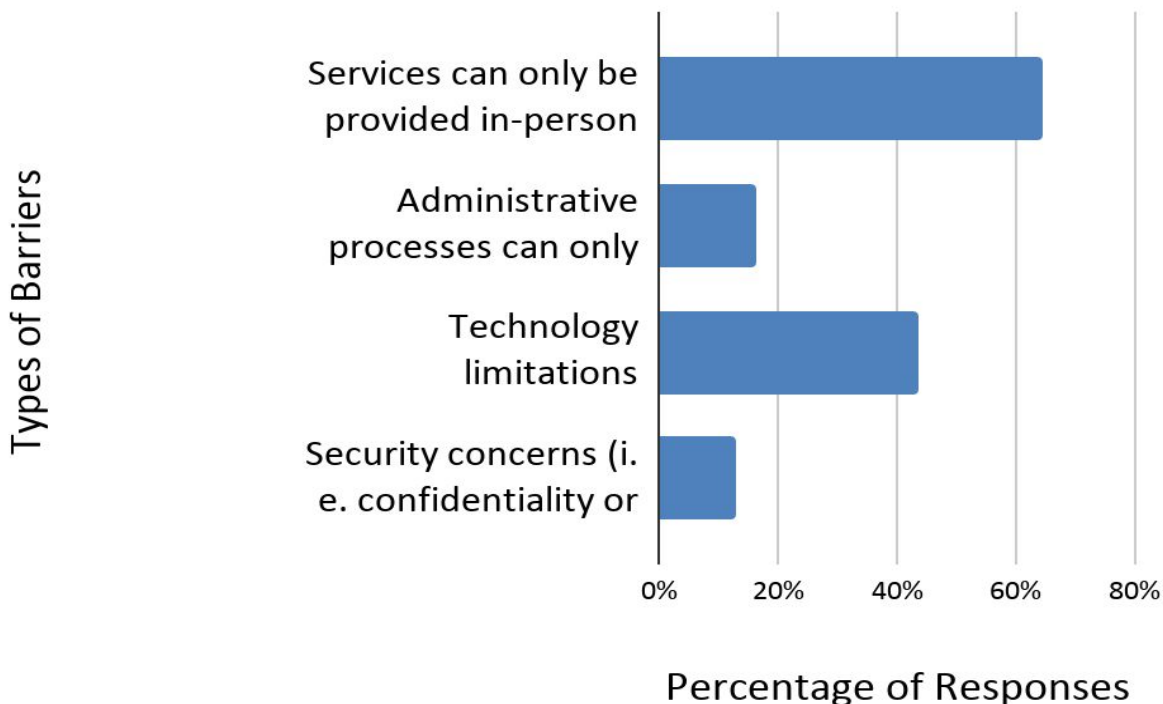 Types of Barriers
Services can only be
provided in-person
Administrative
processes can only
Technology
limitations
Security concerns (i.
e. confidentiality or
0%
20%
40%
60%
80%
Percentage of Responses